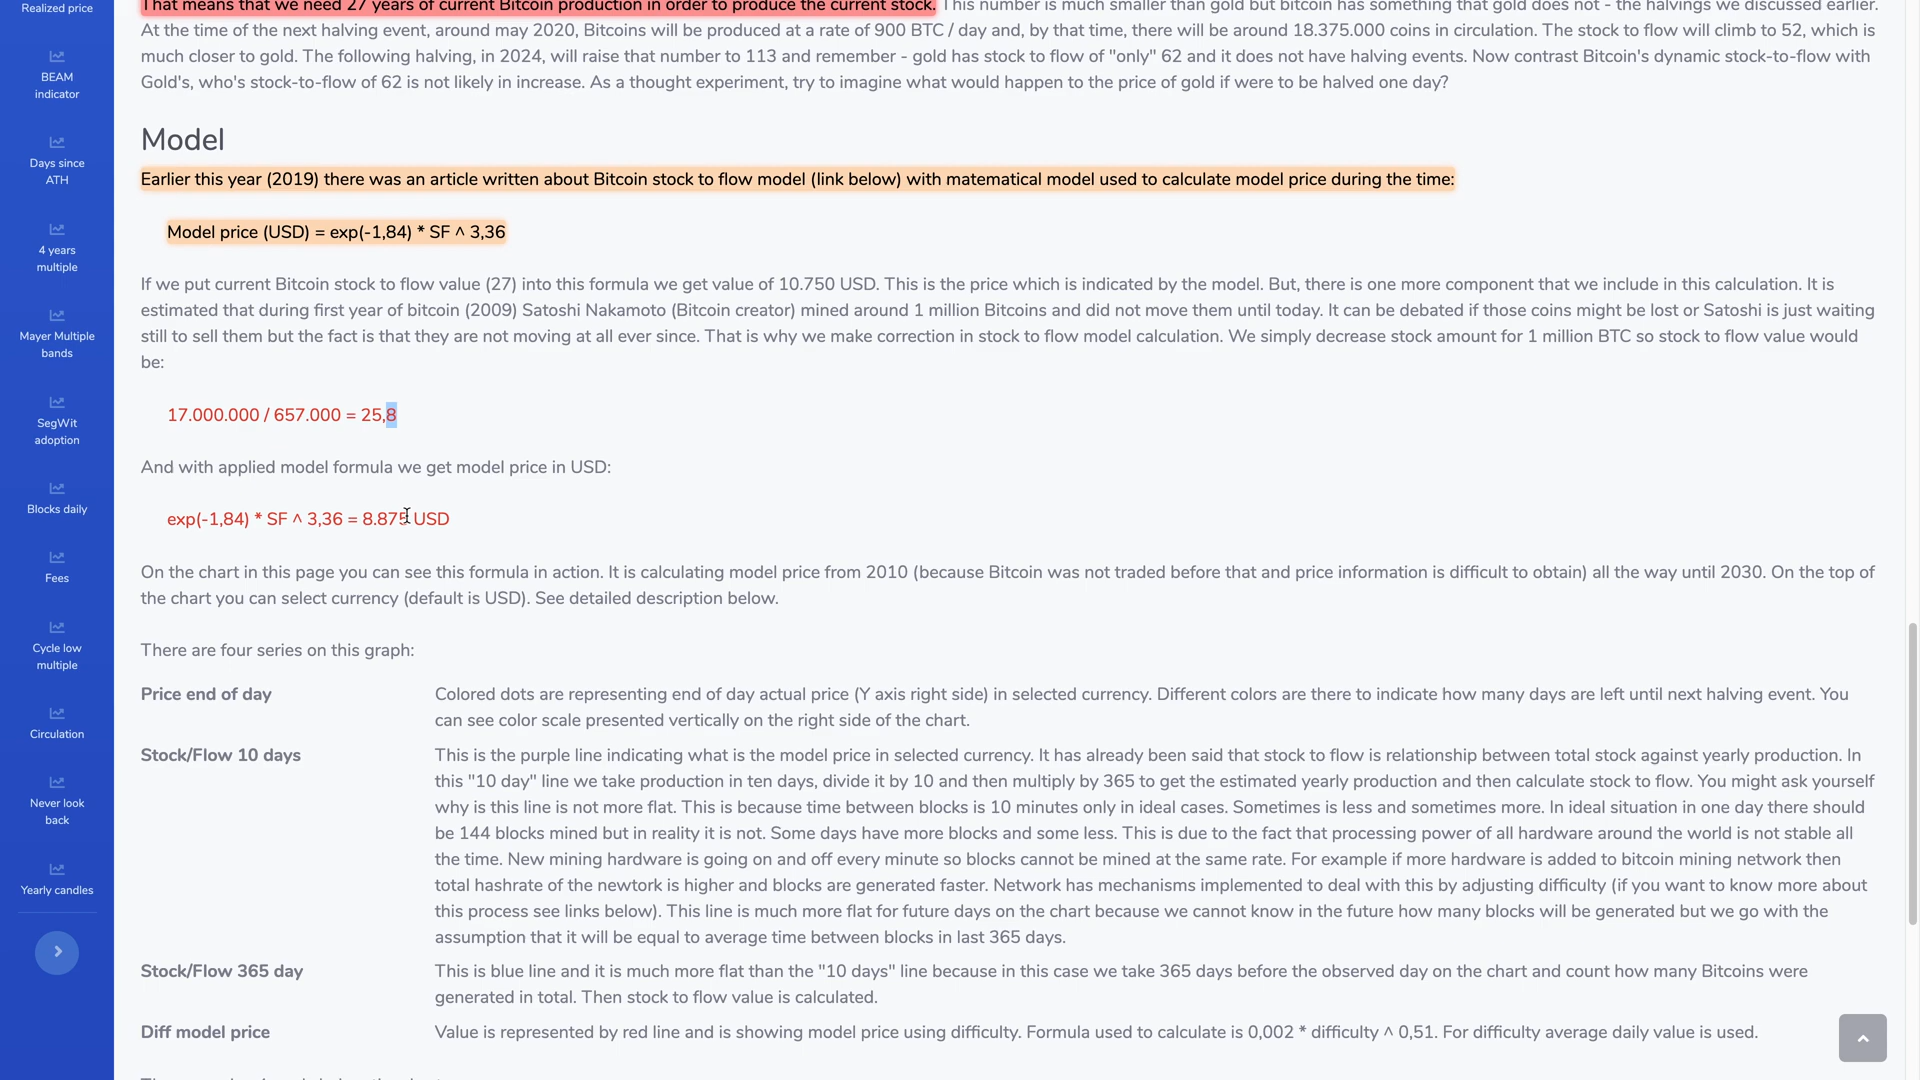 Realized price
BEAM
indicator
Days since
ATH
4 years
multiple
Mayer Multiple
bands
SegWit
adoption
Blocks daily
Fees
Cycle low
multiple
Circulation
Never look
back
Yearly candles
That means that we need 27 years of current Bitcoin production in order to produce the current stock. This number is much smaller than gold but bitcoin has something that gold does not - the halvings we discussed earlier.
At the time of the next halving event, around may 2020, Bitcoins will be produced at a rate of 900 BTC / day and, by that time, there will be around 18.375.000 coins in circulation. The stock to flow will climb to 52, which is
much closer to gold. The following halving, in 2024, will raise that number to 113 and remember - gold has stock to flow of "only" 62 and it does not have halving events. Now contrast Bitcoin's dynamic stock-to-flow with
Gold's, who's stock-to-flow of 62 is not likely in increase. As a thought experiment, try to imagine what would happen to the price of gold if were to be halved one day?
Model
Earlier this year (2019) there was an article written about Bitcoin stock to flow model (link below) with matematical model used to calculate model price during the time:
Model price (USD) = exp(-1,84) * SF ^ 3,36
If we put current Bitcoin stock to flow value (27) into this formula we get value of 10.750 USD. This is the price which is indicated by the model. But, there is one more component that we include in this calculation. It is
estimated that during first year of bitcoin (2009) Satoshi Nakamoto (Bitcoin creator) mined around 1 million Bitcoins and did not move them until today. It can be debated if those coins might be lost or Satoshi is just waiting
still to sell them but the fact is that they are not moving at all ever since. That is why we make correction in stock to flow model calculation. We simply decrease stock amount for 1 million BTC so stock to flow value would
be:
17.000.000 / 657.000 = 25,8
And with applied model formula we get model price in USD:
exp(-1,84) * SF ^ 3,36 = 8.875 USD
On the chart in this page you can see this formula in action. It is calculating model price from 2010 (because Bitcoin was not traded before that and price information is difficult to obtain) all the way until 2030. On the top of
the chart you can select currency (default is USD). See detailed description below.
There are four series on this graph:
Price end of day
Colored dots are representing end of day actual price (Y axis right side) in selected currency. Different colors are there to indicate how many days are left until next halving event. You
can see color scale presented vertically on the right side of the chart.
Stock/Flow 10 days
This is the purple line indicating what is the model price in selected currency. It has already been said that stock to flow is relationship between total stock against yearly production. In
this "10 day" line we take production in ten days, divide it by 10 and then multiply by 365 to get the estimated yearly production and then calculate stock to flow. You might ask yourself
why is this line is not more flat. This is because time between blocks is 10 minutes only in ideal cases. Sometimes is less and sometimes more. In ideal situation in one day there should
be 144 blocks mined but in reality it is not. Some days have more blocks and some less. This is due to the fact that processing power of all hardware around the world is not stable all
the time. New mining hardware is going on and off every minute so blocks cannot be mined at the same rate. For example if more hardware is added to bitcoin mining network then
total hashrate of the newtork is higher and blocks are generated faster. Network has mechanisms implemented to deal with this by adjusting difficulty (if you want to know more about
this process see links below). This line is much more flat for future days on the chart because we cannot know in the future how many blocks will be generated but we go with the
assumption that it will be equal to average time between blocks in last 365 days.
Stock/Flow 365 day
This is blue line and it is much more flat than the "10 days" line because in this case we take 365 days before the observed day on the chart and count how many Bitcoins were
generated in total. Then stock to flow value is calculated.
Diff model price
Value is represented by red line and is showing model price using difficulty. Formula used to calculate is 0,002 * difficulty ^ 0,51. For difficulty average daily value is used.